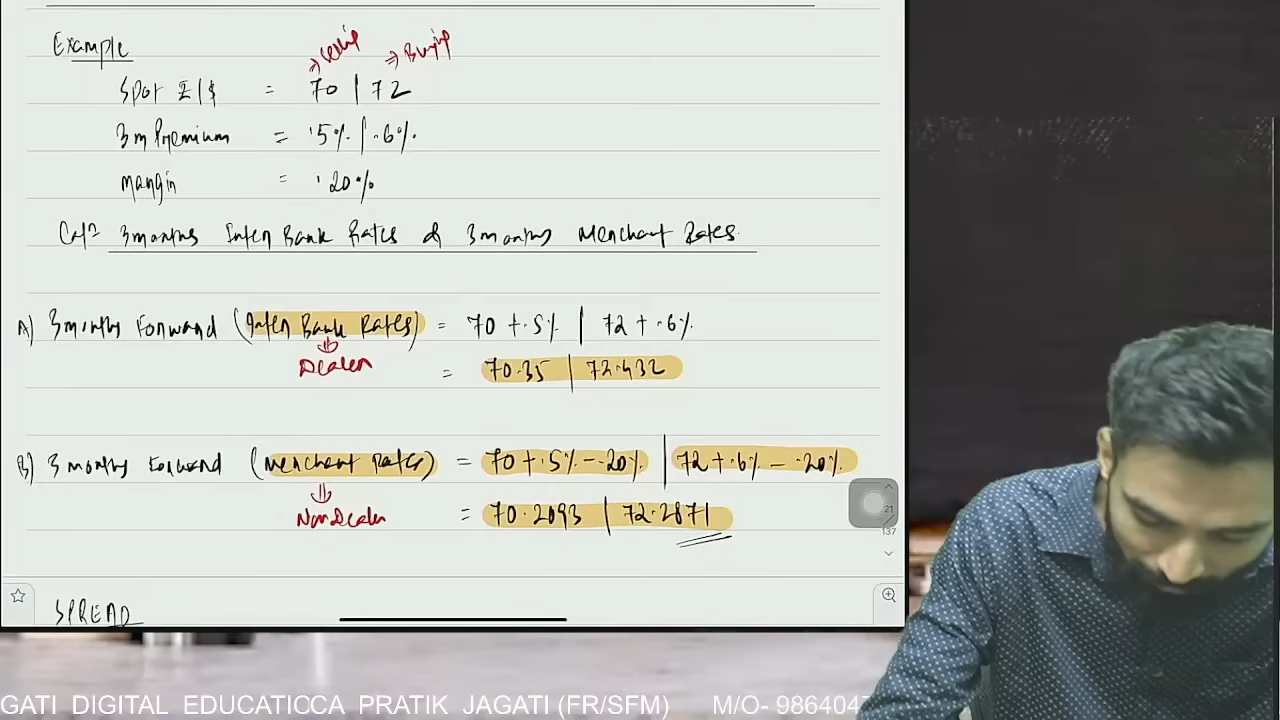 Example
⇒ Selling ⇒ Buying
Spot ₤/$ = 70 | 72
3m Premium = .5% | .6%
Margin = .20%
Caln 3 months Inter Bank Rates & 3 months Merchant Rates.
A) 3 months Forward (Inter Bank Rates) = 70 + .5% | 72 + .6%
⇓
Dealer
= 70.35 | 72.432
B) 3 months Forward (Merchant Rates) = 70 + .5% - .20% | 72 + .6% - .20%
⇓
Non Dealer
= 70.2093 | 72.2871
21
137
SPREAD
GATI DIGITAL EDUCATICCA PRATIK JAGATI (FR/SFM) M/O- 986404